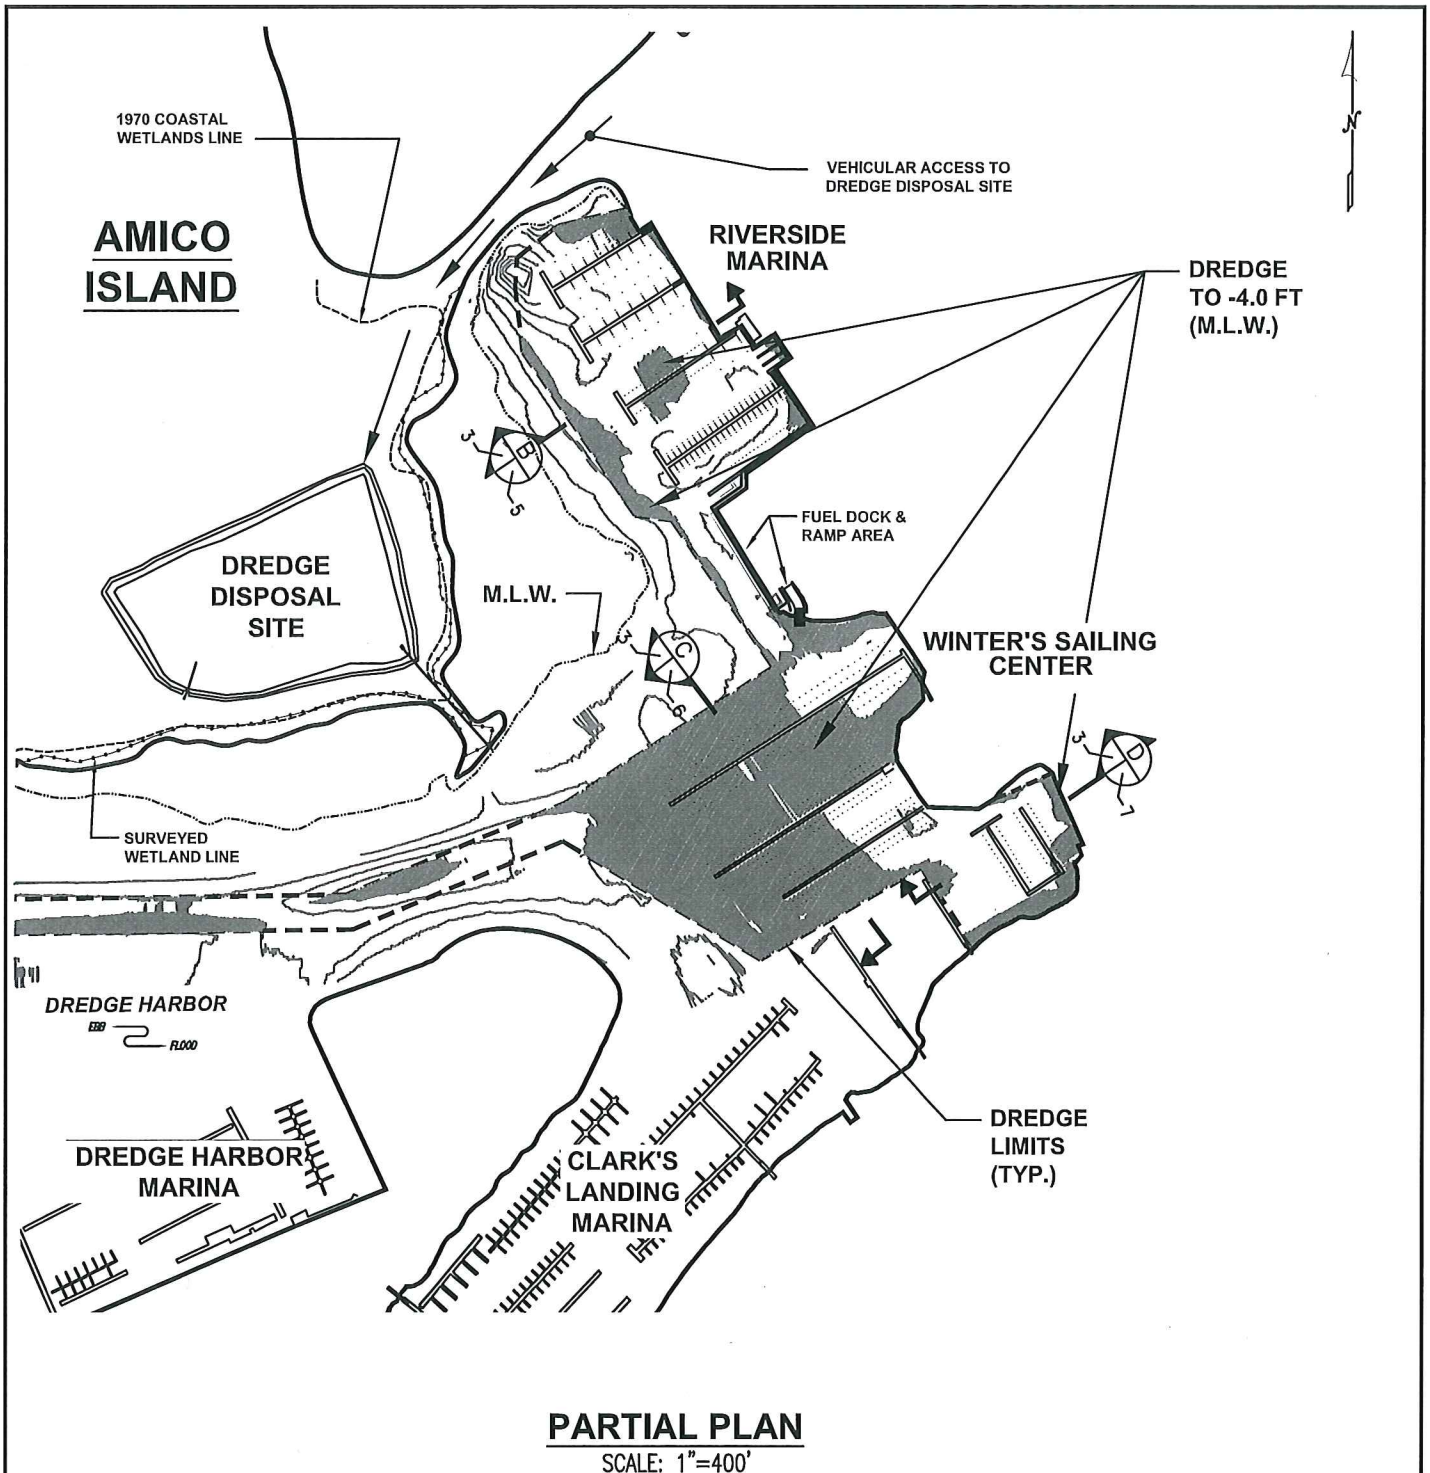 1970 COASTAL
WETLANDS LINE
N
VEHICULAR ACCESS TO
DREDGE DISPOSAL SITE
AMICO
ISLAND
RIVERSIDE
MARINA
DREDGE
TO -4.0 FT
(M.L.W.)
3
B
5
FUEL DOCK &
RAMP AREA
DREDGE
DISPOSAL
SITE
M.L.W.
3
C
6
WINTER'S SAILING
CENTER
3
D
7
SURVEYED
WETLAND LINE
DREDGE HARBOR
EBB
FLOOD
DREDGE
LIMITS
(TYP.)
DREDGE HARBOR
MARINA
CLARK'S
LANDING
MARINA
PARTIAL PLAN
SCALE: 1"=400'